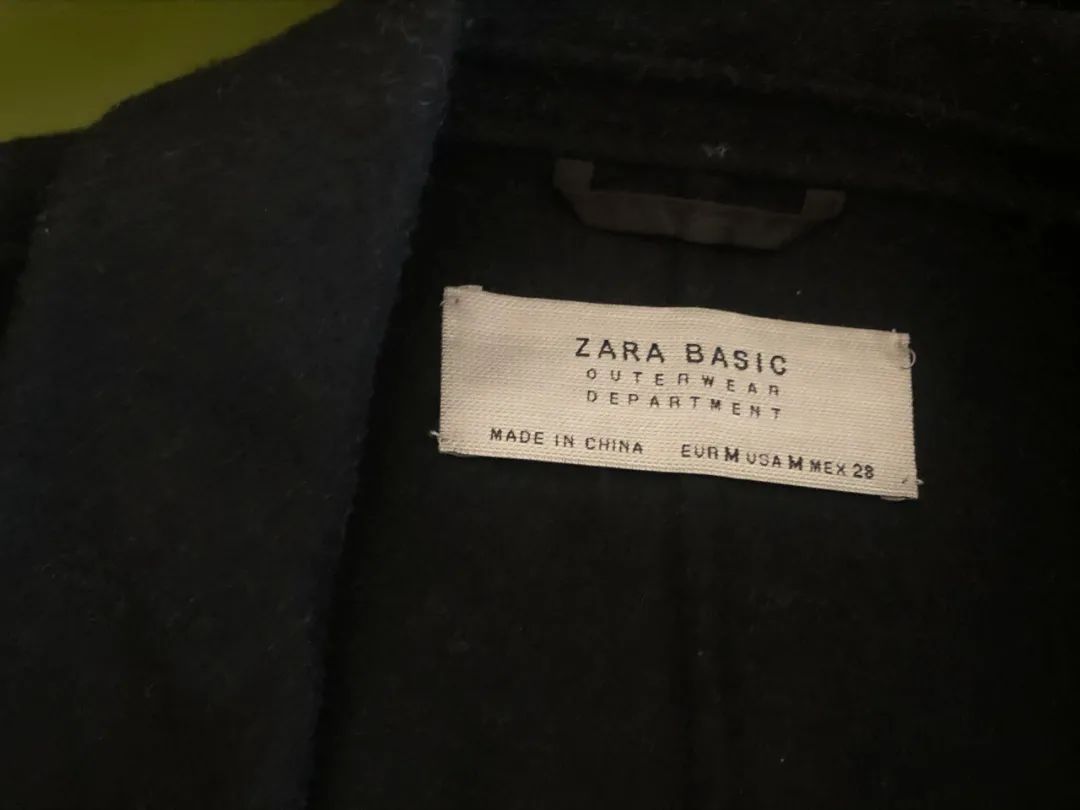 ZARA BASIC
OUTERWEAR
DEPARTMENT
MADE IN CHINA EUR M USA M MEX 28